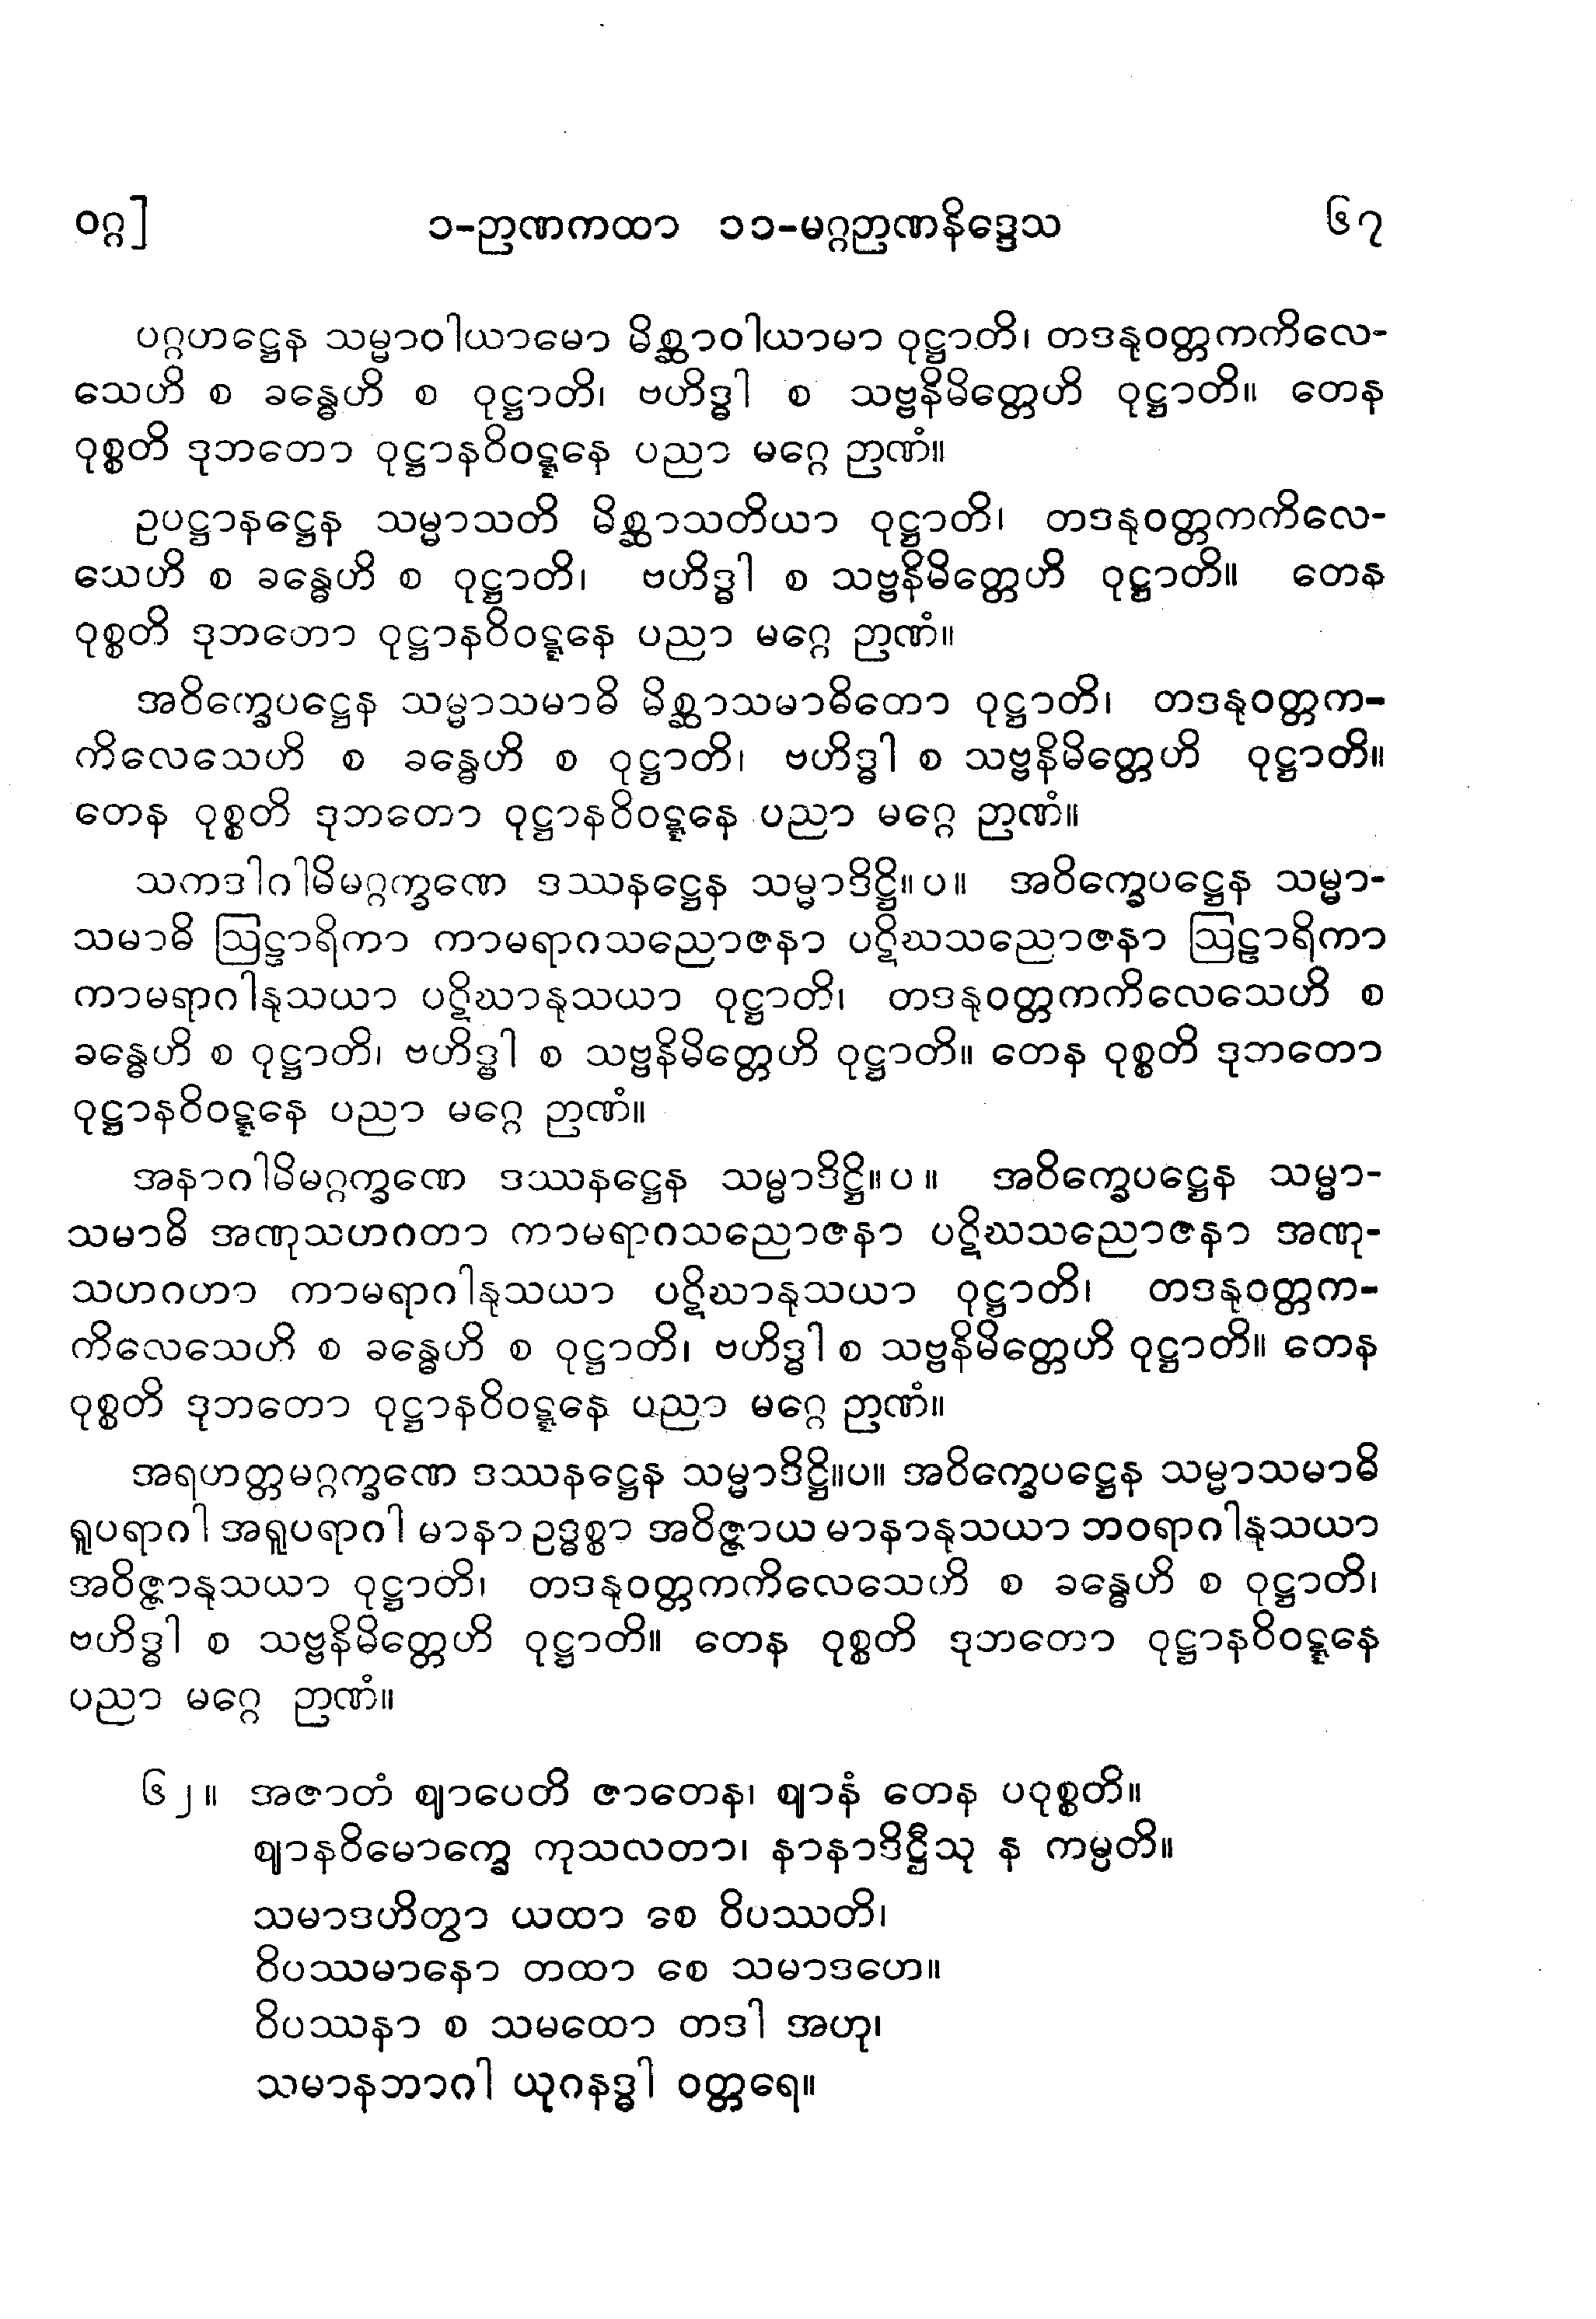 ဝဂ္ဂ] ၁-ဉာဏကထာ ၁၁-မဂ္ဂဉာဏနိဒ္ဒေသ ၆၇
ပဂ္ဂဟဋ္ဌေန သမ္မာဝါယာမော မိစ္ဆာဝါယာမာ ဝုဋ္ဌာတိ၊ တဒနုဝတ္တကကိလေ-
သေဟိ စ ခန္ဓေဟိ စ ဝုဋ္ဌာတိ၊ ဗဟိဒ္ဓါ စ သဗ္ဗနိမိတ္တေဟိ ဝုဋ္ဌာတိ။ တေန
ဝုစ္စတိ ဒုဘတော ဝုဋ္ဌာနဝိဝဋ္ဋနေ ပညာ မဂ္ဂေ ဉာဏံ။
ဥပဋ္ဌာနဋ္ဌေန သမ္မာသတိ မိစ္ဆာသတိယာ ဝုဋ္ဌာတိ၊ တဒနုဝတ္တကကိလေ-
သေဟိ စ ခန္ဓေဟိ စ ဝုဋ္ဌာတိ၊ ဗဟိဒ္ဓါ စ သဗ္ဗနိမိတ္တေဟိ ဝုဋ္ဌာတိ။ တေန
ဝုစ္စတိ ဒုဘတော ဝုဋ္ဌာနဝိဝဋ္ဋနေ ပညာ မဂ္ဂေ ဉာဏံ။
အဝိက္ခေပဋ္ဌေန သမ္မာသမာဓိ မိစ္ဆာသမာဓိတော ဝုဋ္ဌာတိ၊ တဒနုဝတ္တက-
ကိလေသေဟိ စ ခန္ဓေဟိ စ ဝုဋ္ဌာတိ၊ ဗဟိဒ္ဓါ စ သဗ္ဗနိမိတ္တေဟိ ဝုဋ္ဌာတိ။
တေန ဝုစ္စတိ ဒုဘတော ဝုဋ္ဌာနဝိဝဋ္ဋနေ ပညာ မဂ္ဂေ ဉာဏံ။
သကဒါဂါမိမဂ္ဂက္ခဏေ ဒဿနဋ္ဌေန သမ္မာဒိဋ္ဌိ။ပ။ အဝိက္ခေပဋ္ဌေန သမ္မာ-
သမာဓိ ဩဠာရိကာ ကာမရာဂသညောဇနာ ပဋိဃသညောဇနာ ဩဠာရိကာ
ကာမရာဂါနုသယာ ပဋိဃာနုသယာ ဝုဋ္ဌာတိ၊ တဒနုဝတ္တကကိလေသေဟိ စ
ခန္ဓေဟိ စ ဝုဋ္ဌာတိ၊ ဗဟိဒ္ဓါ စ သဗ္ဗနိမိတ္တေဟိ ဝုဋ္ဌာတိ။ တေန ဝုစ္စတိ ဒုဘတော
ဝုဋ္ဌာနဝိဝဋ္ဋနေ ပညာ မဂ္ဂေ ဉာဏံ။
အနာဂါမိမဂ္ဂက္ခဏေ ဒဿနဋ္ဌေန သမ္မာဒိဋ္ဌိ။ပ။ အဝိက္ခေပဋ္ဌေန သမ္မာ-
သမာဓိ အဏုသဟဂတာ ကာမရာဂသညောဇနာ ပဋိဃသညောဇနာ အဏု-
သဟဂဟာ ကာမရာဂါနုသယာ ပဋိဃာနုသယာ ဝုဋ္ဌာတိ၊ တဒနုဝတ္တက-
ကိလေသေဟိ စ ခန္ဓေဟိ စ ဝုဋ္ဌာတိ၊ ဗဟိဒ္ဓါ စ သဗ္ဗနိမိတ္တေဟိ ဝုဋ္ဌာတိ။ တေန
ဝုစ္စတိ ဒုဘတော ဝုဋ္ဌာနဝိဝဋ္ဋနေ ပညာ မဂ္ဂေ ဉာဏံ။
အရဟတ္တမဂ္ဂက္ခဏေ ဒဿနဋ္ဌေန သမ္မာဒိဋ္ဌိ။ပ။ အဝိက္ခေပဋ္ဌေန သမ္မာသမာဓိ
ရူပရာဂါ အရူပရာဂါ မာနာ ဥဒ္ဓစ္စာ အဝိဇ္ဇာယ မာနာနုသယာ ဘဝရာဂါနုသယာ
အဝိဇ္ဇာနုသယာ ဝုဋ္ဌာတိ၊ တဒနုဝတ္တကကိလေသေဟိ စ ခန္ဓေဟိ စ ဝုဋ္ဌာတိ၊
ဗဟိဒ္ဓါ စ သဗ္ဗနိမိတ္တေဟိ ဝုဋ္ဌာတိ။ တေန ဝုစ္စတိ ဒုဘတော ဝုဋ္ဌာနဝိဝဋ္ဋနေ
ပညာ မဂ္ဂေ ဉာဏံ။
၆၂။ အဇာတံ ဈာပေတိ ဇာတေန၊ ဈာနံ တေန ပဝုစ္စတိ။
ဈာနဝိမောက္ခေ ကုသလတာ၊ နာနာဒိဋ္ဌီသု န ကမ္ပတိ။
သမာဒဟိတွာ ယထာ စေ ဝိပဿတိ၊
ဝိပဿမာနော တထာ စေ သမာဒဟေ။
ဝိပဿနာ စ သမထော တဒါ အဟု၊
သမာနဘာဂါ ယုဂနဒ္ဓါ ဝတ္တရေ။